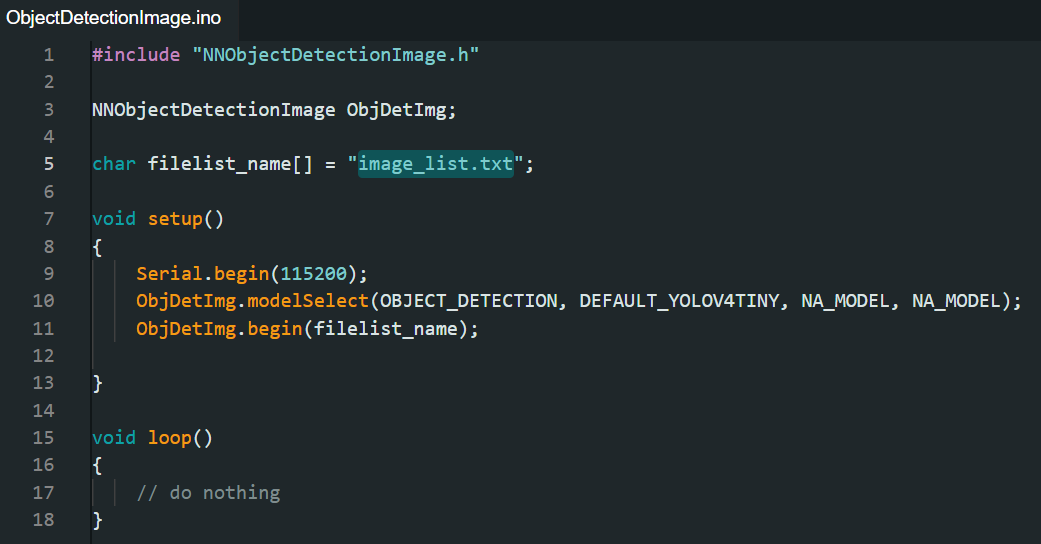 ObjectDetectionImage.ino
1 #include "NNObjectDetectionImage.h"
2
3 NNObjectDetectionImage ObjDetImg;
4
5 char filelist_name[] = "image_list.txt";
6
7 void setup()
8 {
9 Serial.begin(115200);
10 ObjDetImg.modelSelect(OBJECT_DETECTION, DEFAULT_YOLOV4TINY, NA_MODEL, NA_MODEL);
11 ObjDetImg.begin(filelist_name);
12
13 }
14
15 void loop()
16 {
17 // do nothing
18 }